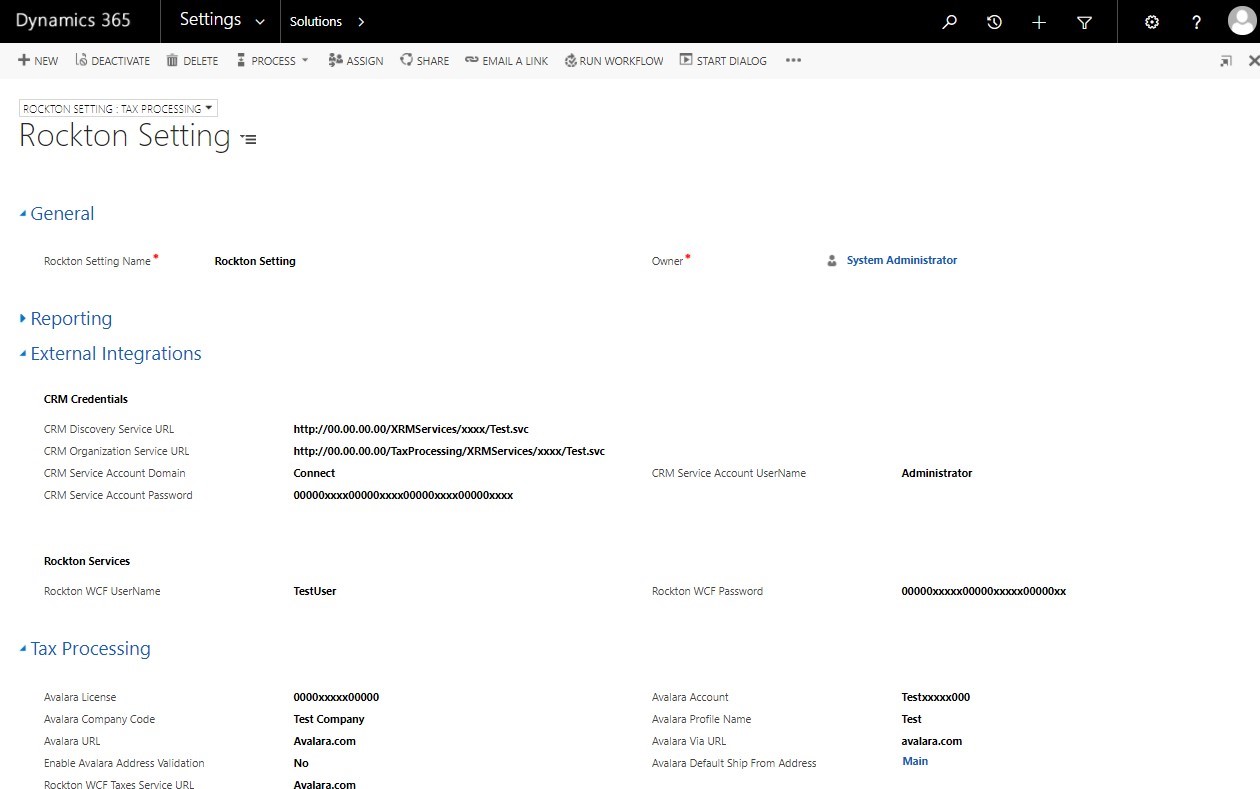 Dynamics 365 Settings Solutions
NEW DEACTIVATE DELETE PROCESS ASSIGN SHARE EMAIL A LINK RUN WORKFLOW START DIALOG
ROCKTON SETTING : TAX PROCESSING
Rockton Setting
General
Rockton Setting Name * Rockton Setting Owner * System Administrator
Reporting
External Integrations
CRM Credentials
CRM Discovery Service URL http://00.00.00.00/XRMServices/xxxx/Test.svc
CRM Organization Service URL http://00.00.00.00/TaxProcessing/XRMServices/xxxx/Test.svc
CRM Service Account Domain Connect CRM Service Account UserName Administrator
CRM Service Account Password 00000xxxx00000xxxx00000xxxx00000xxxx
Rockton Services
Rockton WCF UserName TestUser Rockton WCF Password 00000xxxxx00000xxxxx00000xx
Tax Processing
Avalara License 0000xxxxx00000 Avalara Account Testxxxxx000
Avalara Company Code Test Company Avalara Profile Name Test
Avalara URL Avalara.com Avalara Via URL avalara.com
Enable Avalara Address Validation No Avalara Default Ship From Address Main
Rockton WCF Taxes Service URL Avalara.com